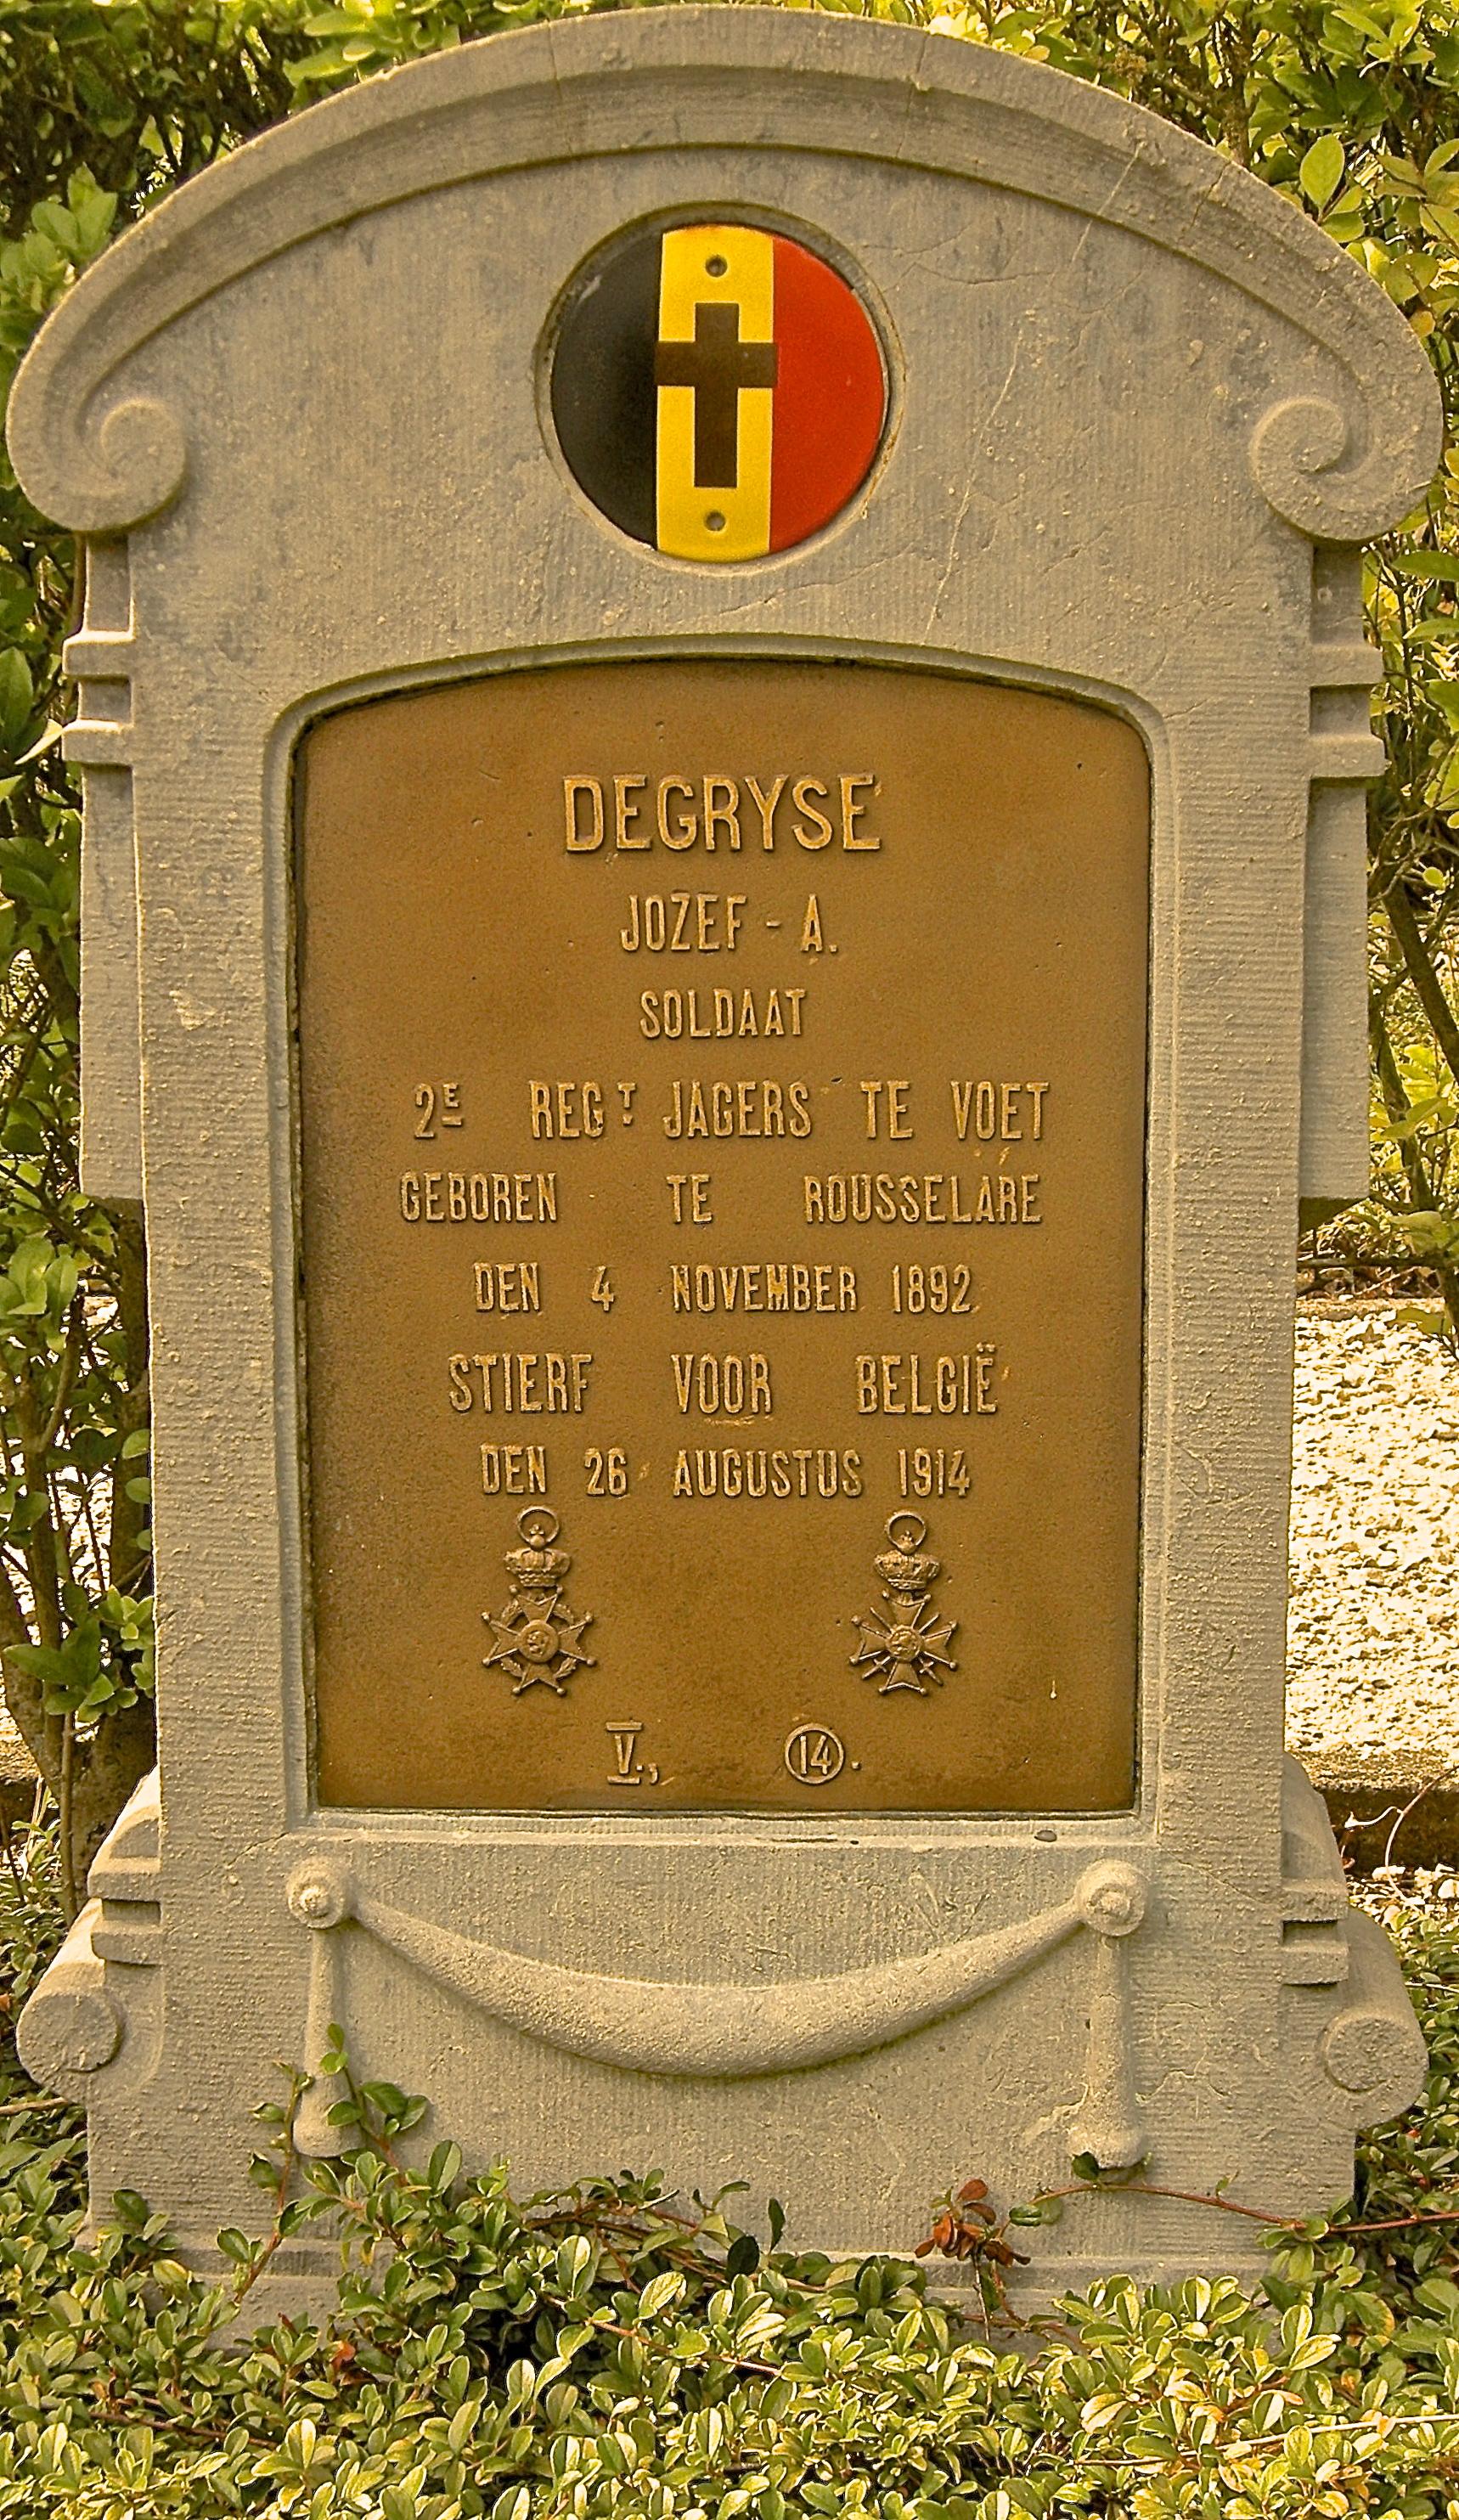 DEGRYSE
JOZEF - A.
SOLDAAT
2E REGT JAGERS TE VOET
GEBOREN TE ROUSSELARE
DEN 4 NOVEMBER 1892
STIERF VOOR BELGIË
DEN 26 AUGUSTUS 1914
V., 14.